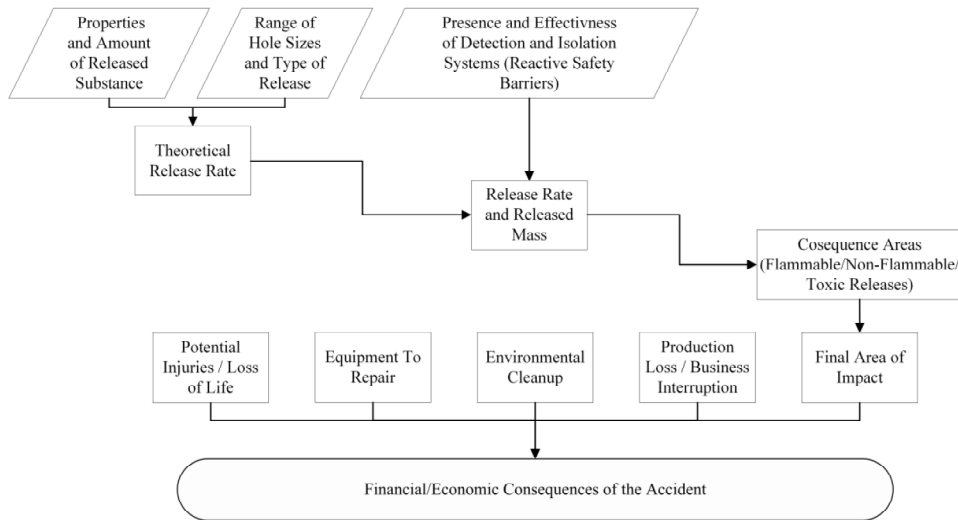 Properties
and Amount
of Released
Substance
Range of
Hole Sizes
and Type of
Release
Presence and Effectivness
of Detection and Isolation
Systems (Reactive Safety
Barriers)
Theoretical
Release Rate
Release Rate
and Released
Mass
Cosequence Areas
(Flammable/Non-Flammable/
Toxic Releases)
Potential
Injuries / Loss
of Life
Equipment To
Repair
Environmental
Cleanup
Production
Loss / Business
Interruption
Final Area of
Impact
Financial/Economic Consequences of the Accident